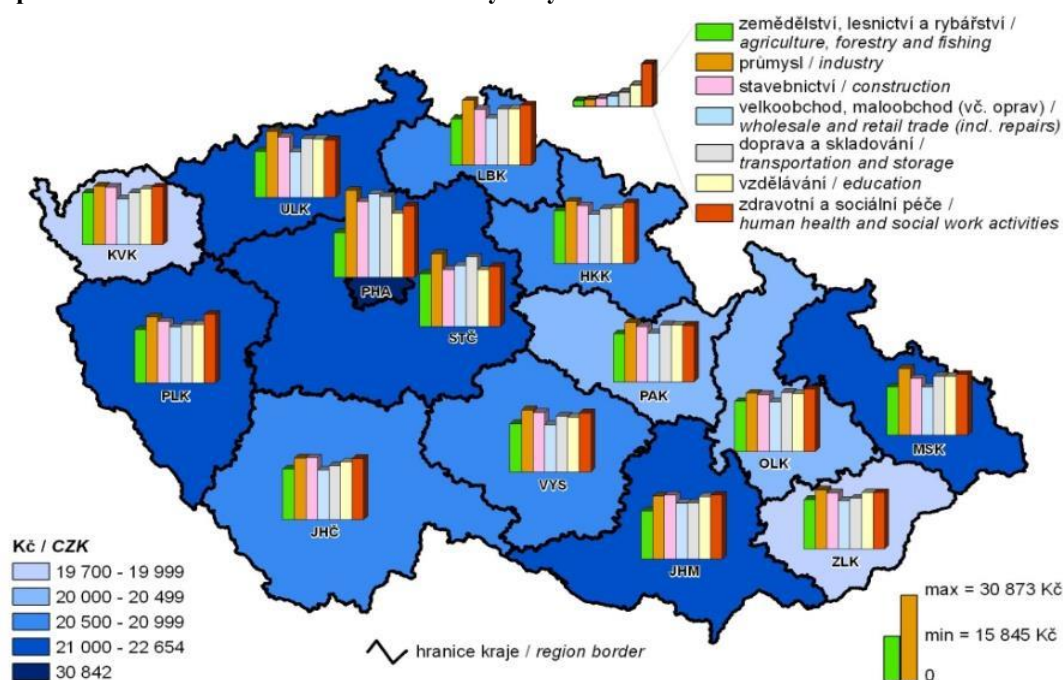 zemědělství, lesnictví a rybářství /
agriculture, forestry and fishing
průmysl / industry
stavebnictví / construction
velkoobchod, maloobchod (vč. oprav) /
wholesale and retail trade (incl. repairs)
doprava a skladování /
transportation and storage
vzdělávání / education
zdravotní a sociální péče /
human health and social work activities
LBK
ULK
KVK
HKK
PHA
STČ
PLK
PAK
OLK
MSK
VYS
JHČ
JHM
ZLK
Kč / CZK
19 700 - 19 999
20 000 - 20 499
20 500 - 20 999
21 000 - 22 654
30 842
hranice kraje / region border
max = 30 873 Kč
min = 15 845 Kč
0